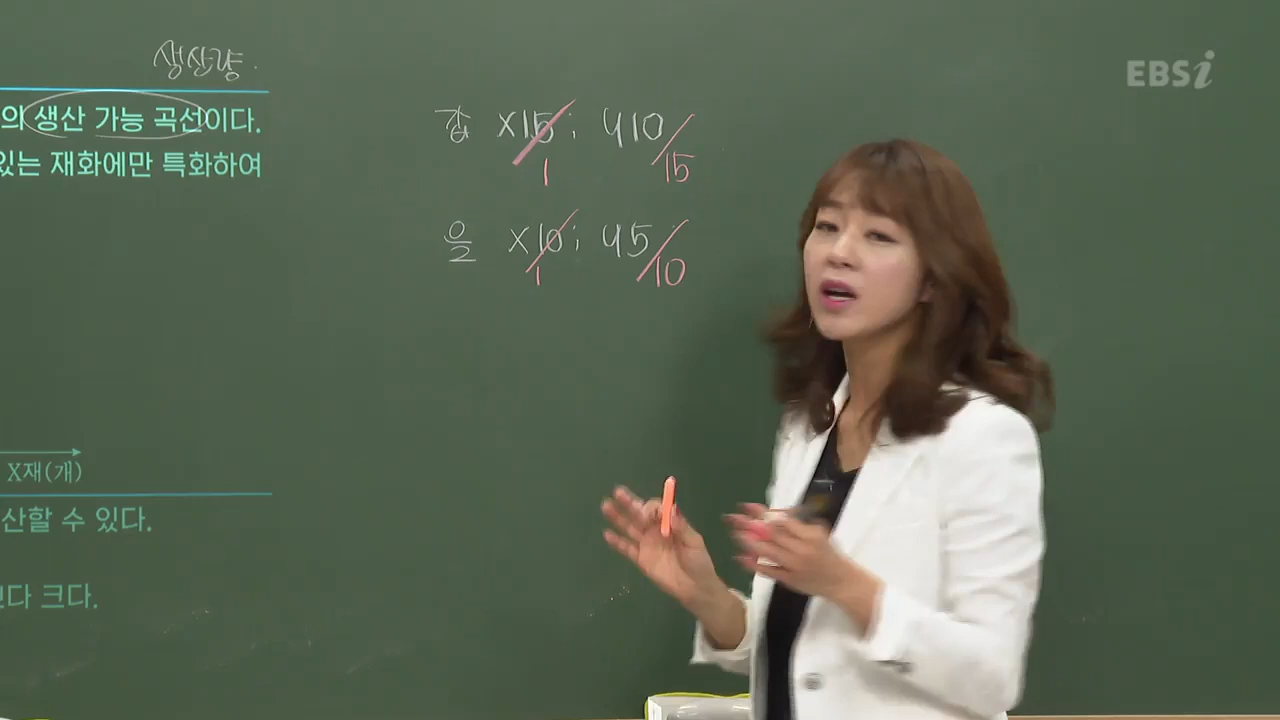 생산량.
의 생산 가능 곡선이다.
있는 재화에만 특화하여
X재(개)
산할 수 있다.
보다 크다.
갑 X15 ; Y10
1 15
을 X10 ; Y5
1 10
EBSi